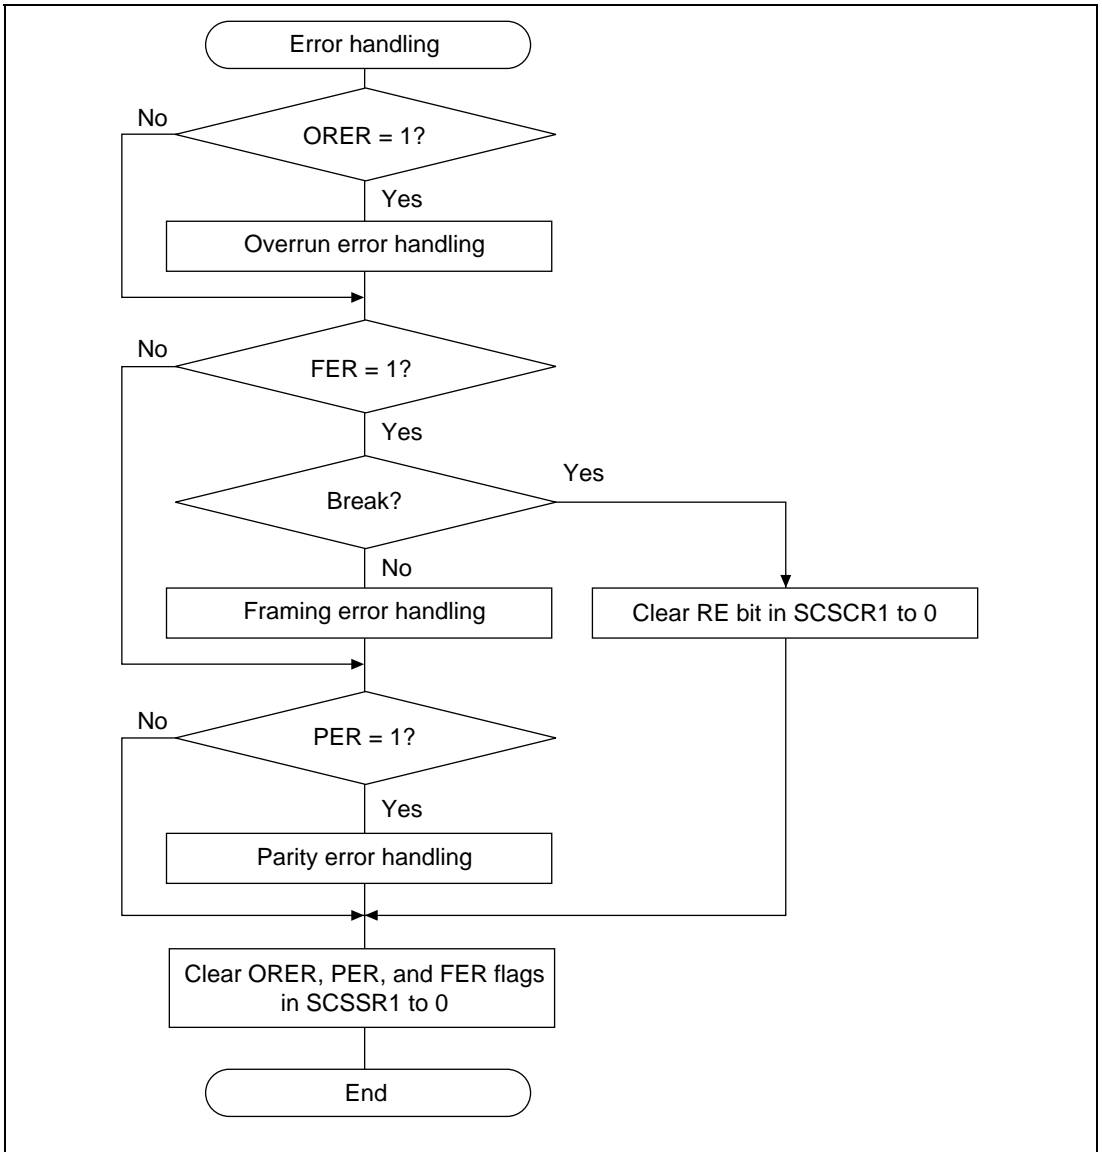 Error handling
No
ORER = 1?
Yes
Overrun error handling
No
FER = 1?
Yes
Yes
Break?
No
Framing error handling
Clear RE bit in SCSCR1 to 0
No
PER = 1?
Yes
Parity error handling
Clear ORER, PER, and FER flags
in SCSSR1 to 0
End